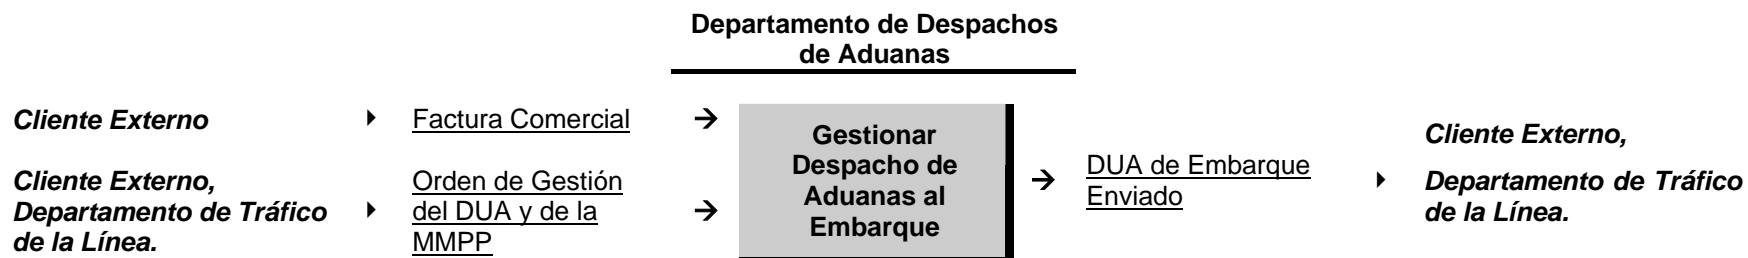 Departamento de Despachos
de Aduanas
Cliente Externo
Factura Comercial
Cliente Externo,
Departamento de Tráfico
de la Línea.
Orden de Gestión
del DUA y de la
MMPP
Gestionar
Despacho de
Aduanas al
Embarque
DUA de Embarque
Enviado
Cliente Externo,
Departamento de Tráfico
de la Línea.